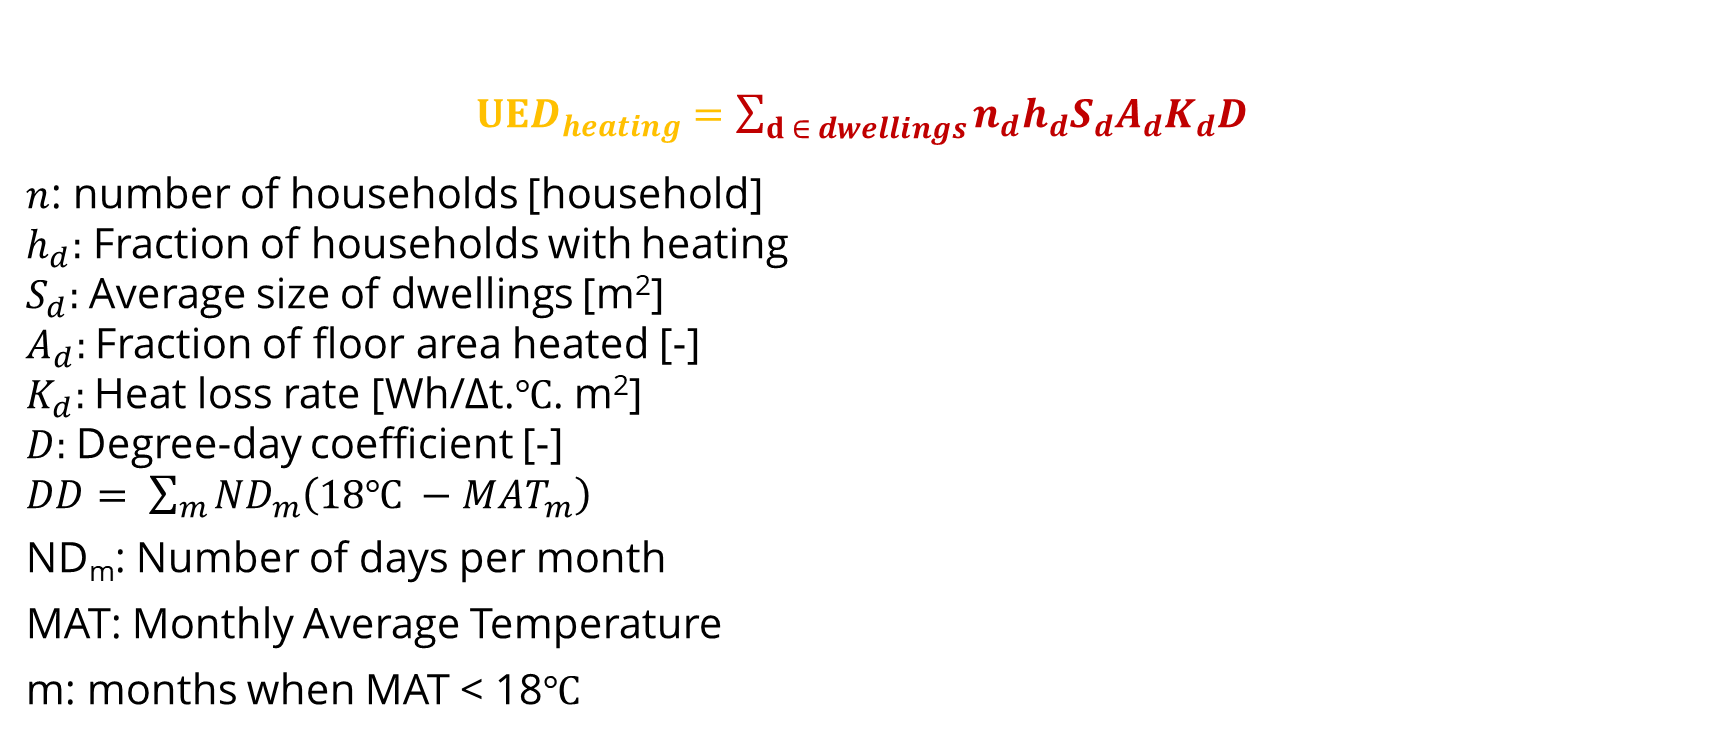 UED_heating = ∑_d ∈ dwellings n_d h_d S_d A_d K_d D
n: number of households [household]
h_d: Fraction of households with heating
S_d: Average size of dwellings [m²]
A_d: Fraction of floor area heated [-]
K_d: Heat loss rate [Wh/Δt.℃. m²]
D: Degree-day coefficient [-]
DD = ∑_m ND_m(18℃ − MAT_m)
ND_m: Number of days per month
MAT: Monthly Average Temperature
m: months when MAT < 18℃